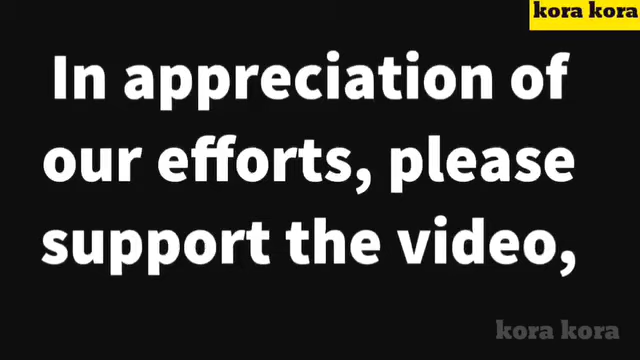 kora kora
In appreciation of
our efforts, please
support the video,
kora kora